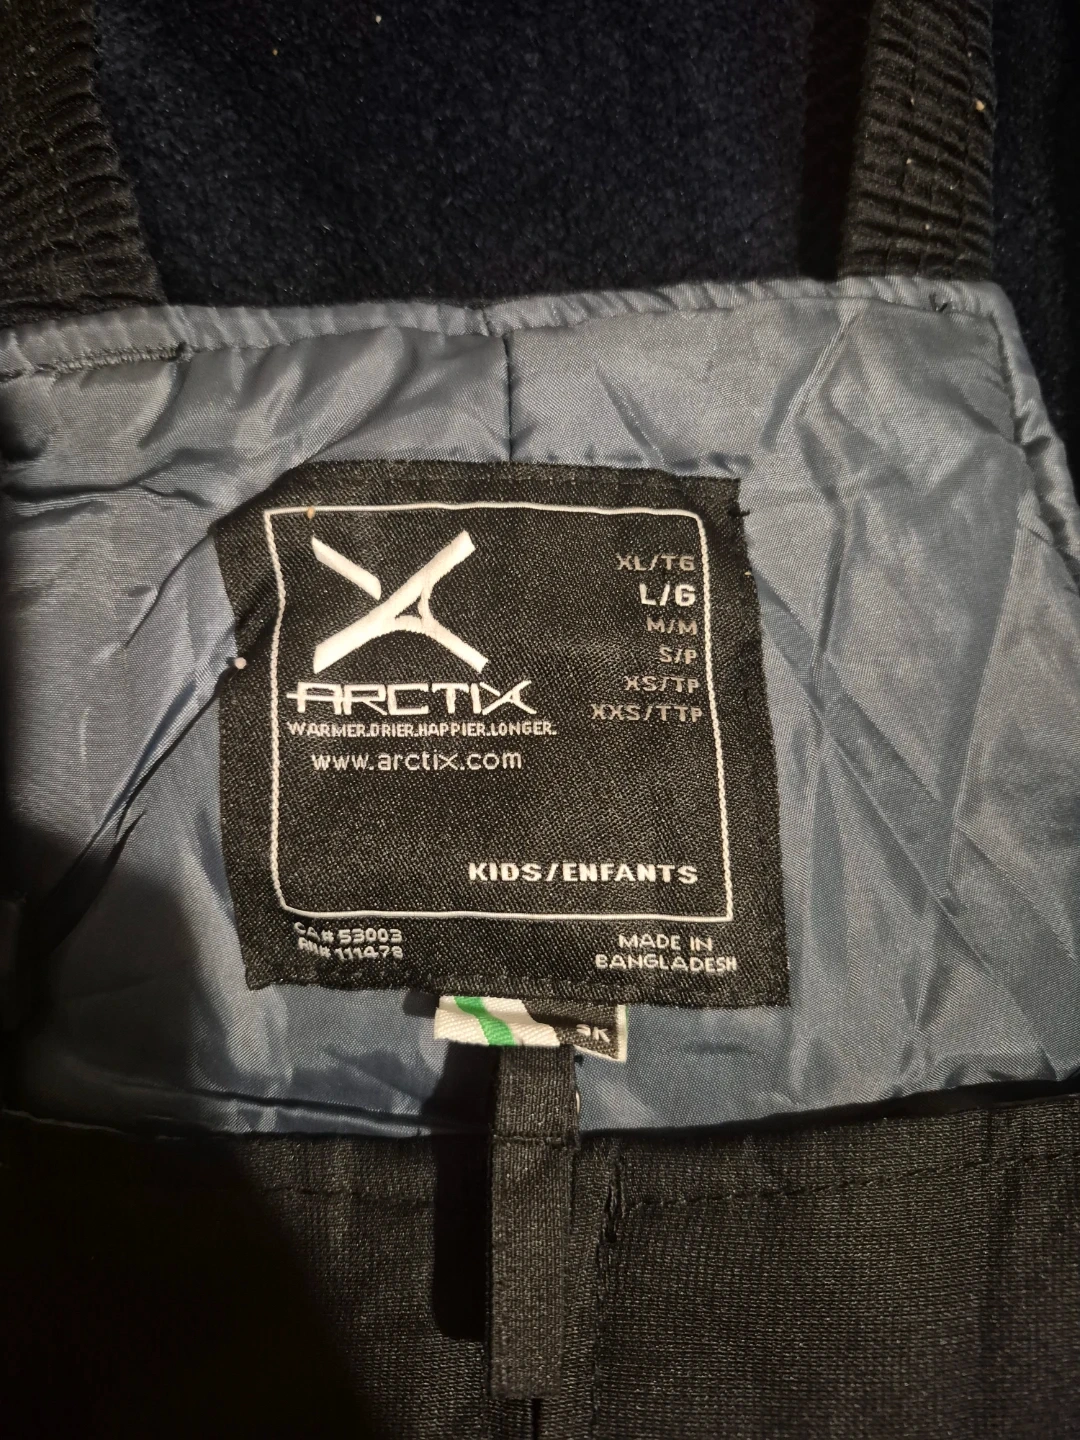 XL/TG
L/G
M/M
S/P
XS/TP
XXS/TTP
ARCTIX
WARMER.DRIER.HAPPIER.LONGER.
www.arctix.com
KIDS/ENFANTS
CA# 53003
RN# 111478
MADE IN
BANGLADESH